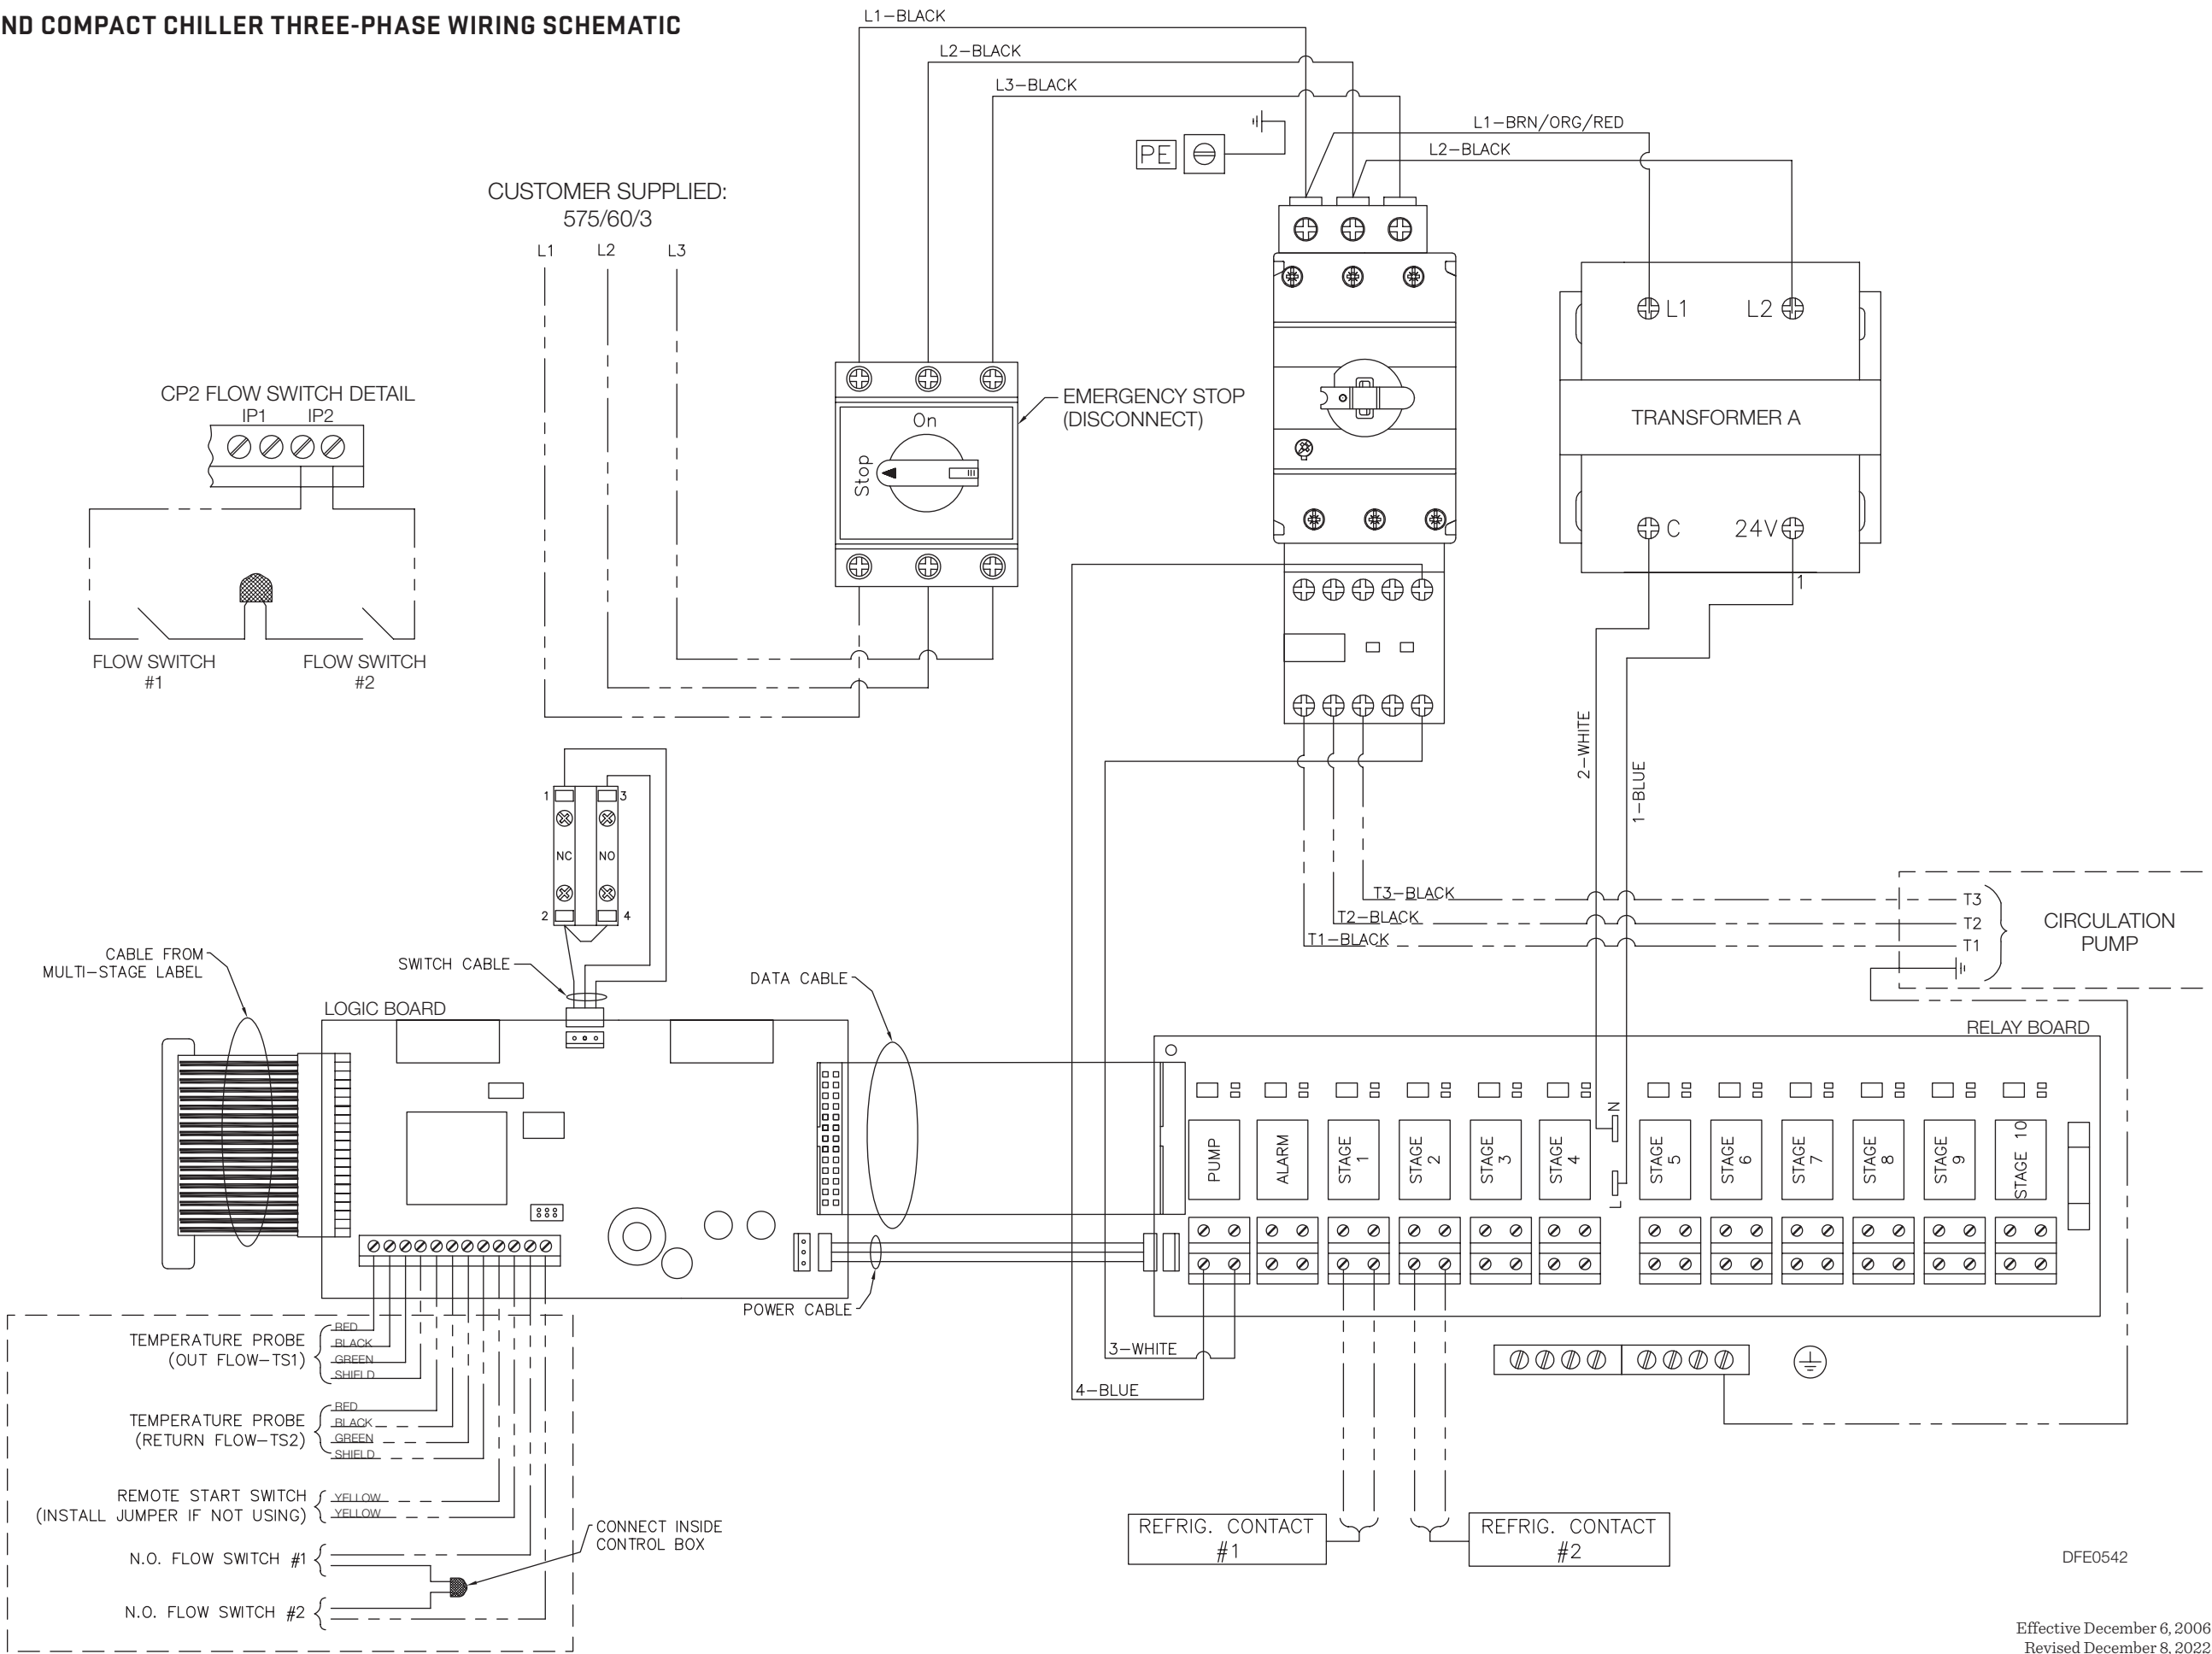 ND COMPACT CHILLER THREE-PHASE WIRING SCHEMATIC
L1-BLACK
L2-BLACK
L3-BLACK
L1-BRN/ORG/RED
L2-BLACK
PE
CUSTOMER SUPPLIED:
575/60/3
L1
L2
L3
L1
L2
CP2 FLOW SWITCH DETAIL
IP1
IP2
EMERGENCY STOP
(DISCONNECT)
On
Stop
TRANSFORMER A
C
24V
1
FLOW SWITCH
#1
FLOW SWITCH
#2
2-WHITE
1-BLUE
1
3
NC
NO
2
4
T3-BLACK
T2-BLACK
T1-BLACK
T3
T2
T1
CIRCULATION
PUMP
CABLE FROM
MULTI-STAGE LABEL
SWITCH CABLE
DATA CABLE
LOGIC BOARD
RELAY BOARD
PUMP
ALARM
STAGE
1
STAGE
2
STAGE
3
STAGE
4
N
L
STAGE
5
STAGE
6
STAGE
7
STAGE
8
STAGE
9
STAGE 10
POWER CABLE
TEMPERATURE PROBE
(OUT FLOW-TS1)
RED
BLACK
GREEN
SHIELD
3-WHITE
4-BLUE
TEMPERATURE PROBE
(RETURN FLOW-TS2)
RED
BLACK
GREEN
SHIELD
REMOTE START SWITCH
(INSTALL JUMPER IF NOT USING)
YELLOW
YELLOW
CONNECT INSIDE
CONTROL BOX
N.O. FLOW SWITCH #1
N.O. FLOW SWITCH #2
REFRIG. CONTACT
#1
REFRIG. CONTACT
#2
DFE0542
Effective December 6, 2006
Revised December 8, 2022